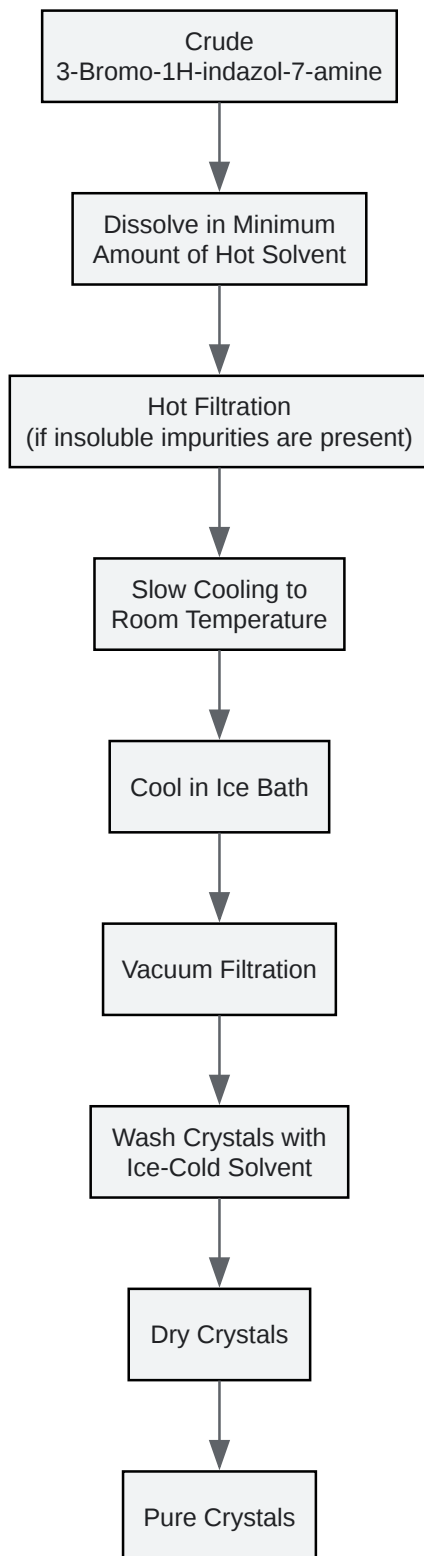 Crude
3-Bromo-1H-indazol-7-amine
Dissolve in Minimum
Amount of Hot Solvent
Hot Filtration
(if insoluble impurities are present)
Slow Cooling to
Room Temperature
Cool in Ice Bath
Vacuum Filtration
Wash Crystals with
Ice-Cold Solvent
Dry Crystals
Pure Crystals